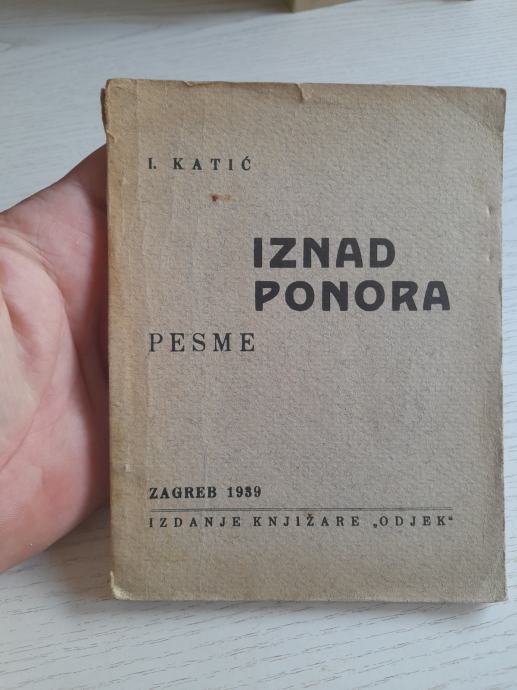 I. KATIĆ
IZNAD
PONORA
PESME
ZAGREB 1939
IZDANJE KNJIŽARE „ODJEK“